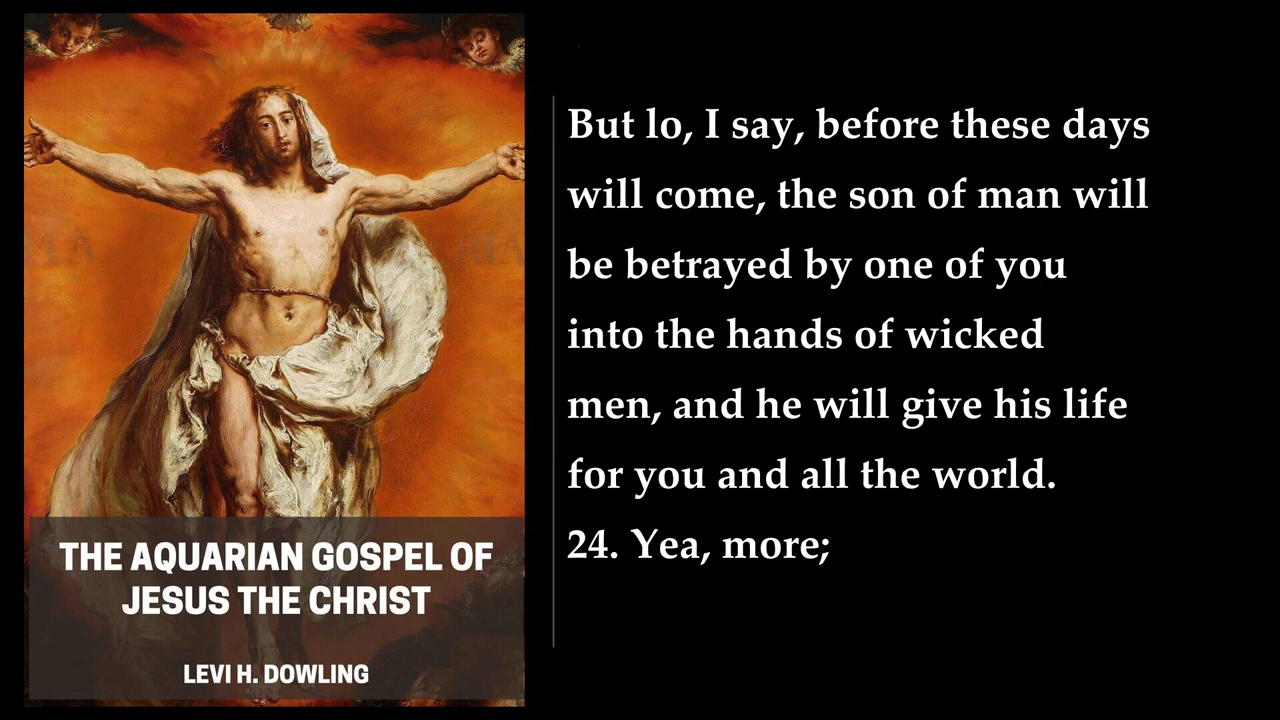 THE AQUARIAN GOSPEL OF
JESUS THE CHRIST
LEVI H. DOWLING
But lo, I say, before these days
will come, the son of man will
be betrayed by one of you
into the hands of wicked
men, and he will give his life
for you and all the world.
24. Yea, more;